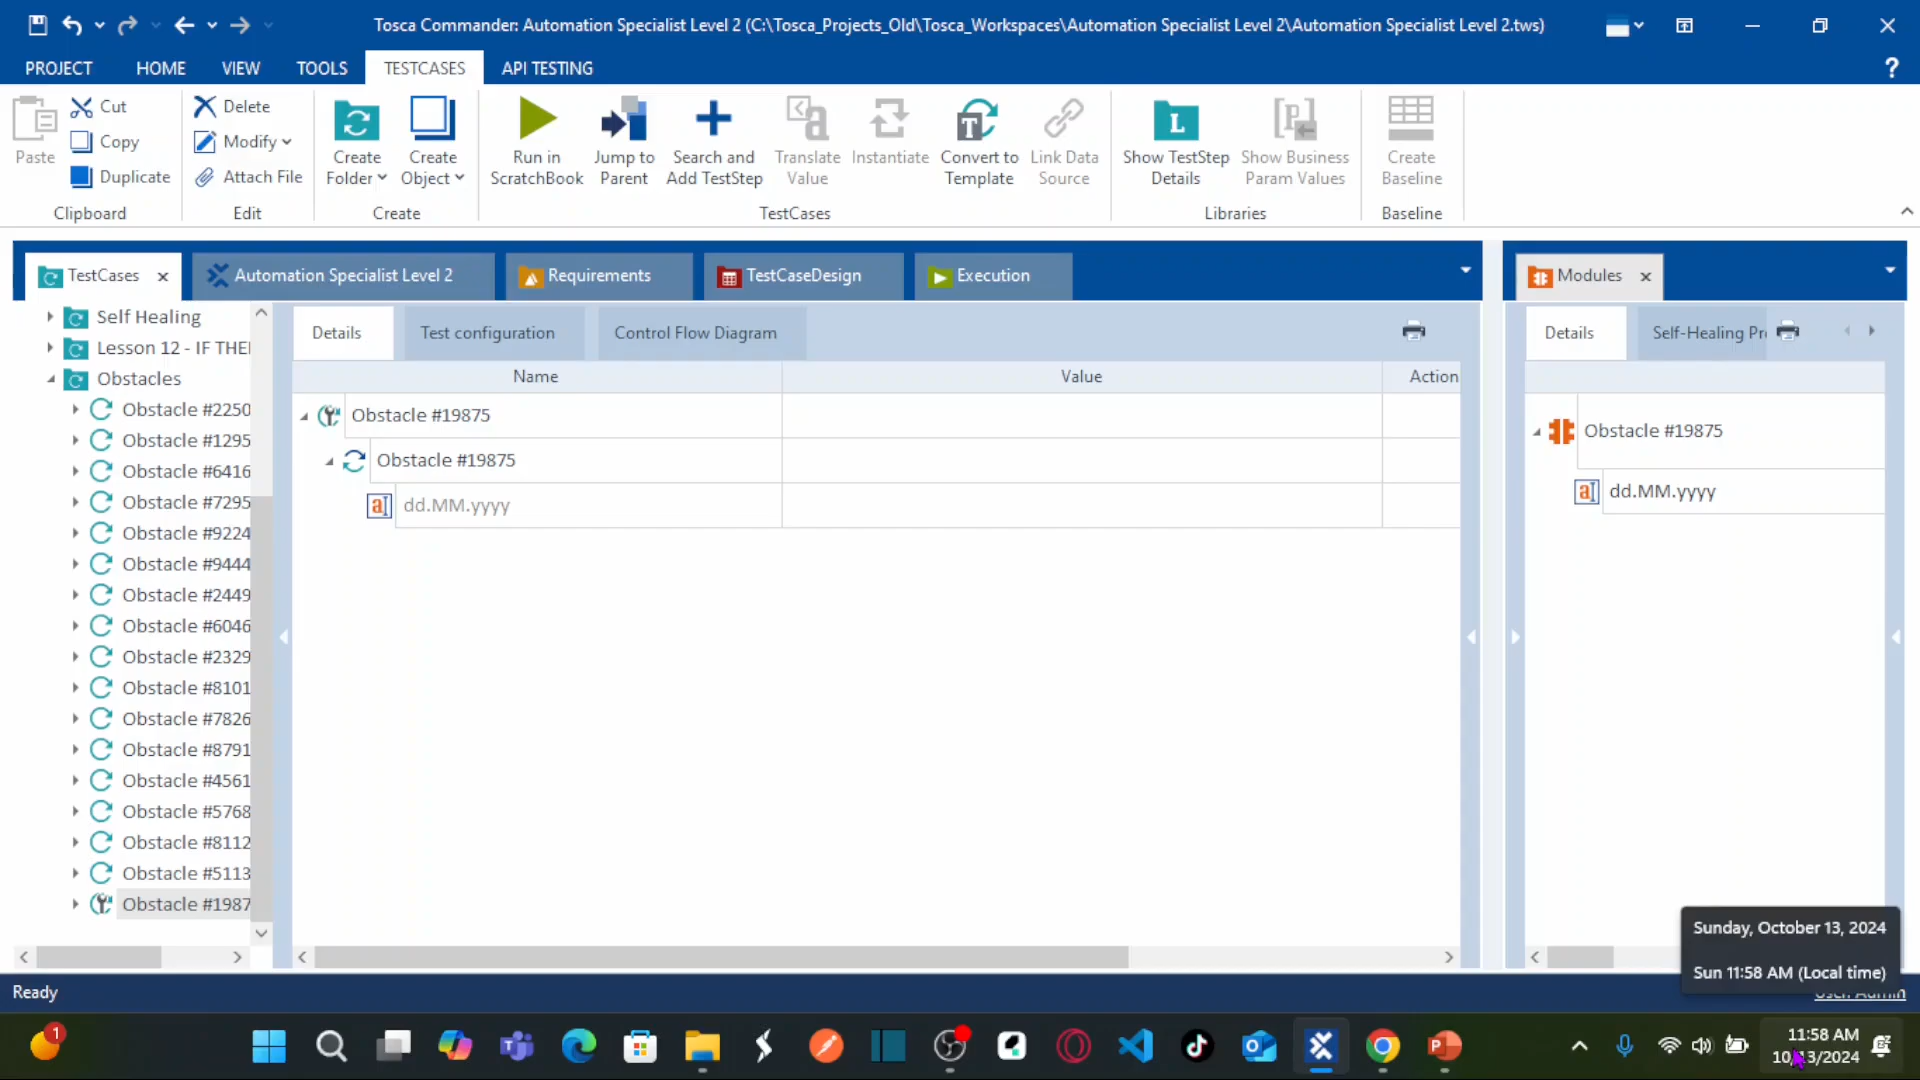 Tosca Commander: Automation Specialist Level 2 (C:\Tosca_Projects_Old\Tosca_Workspaces\Automation Specialist Level 2\Automation Specialist Level 2.tws)
PROJECT HOME VIEW TOOLS TESTCASES API TESTING ?
Paste
Cut
Copy
Duplicate
Clipboard
Delete
Modify
Attach File
Edit
Create Folder
Create Object
Create
Run in ScratchBook
Jump to Parent
Search and Add TestStep
Translate Value
Instantiate
Convert to Template
Link Data Source
TestCases
Show TestStep Details
Show Business Param Values
Libraries
Create Baseline
Baseline
TestCases Automation Specialist Level 2 Requirements TestCaseDesign Execution Modules
Self Healing
Lesson 12 - IF THE
Obstacles
Obstacle #2250
Obstacle #1295
Obstacle #6416
Obstacle #7295
Obstacle #9224
Obstacle #9444
Obstacle #2449
Obstacle #6046
Obstacle #2329
Obstacle #8101
Obstacle #7826
Obstacle #8791
Obstacle #4561
Obstacle #5768
Obstacle #8112
Obstacle #5113
Obstacle #1987
Details Test configuration Control Flow Diagram
Name Value Action
Obstacle #19875
Obstacle #19875
dd.MM.yyyy
Details Self-Healing Pr
Obstacle #19875
dd.MM.yyyy
Sunday, October 13, 2024
Sun 11:58 AM (Local time)
Ready
1
11:58 AM
10/13/2024